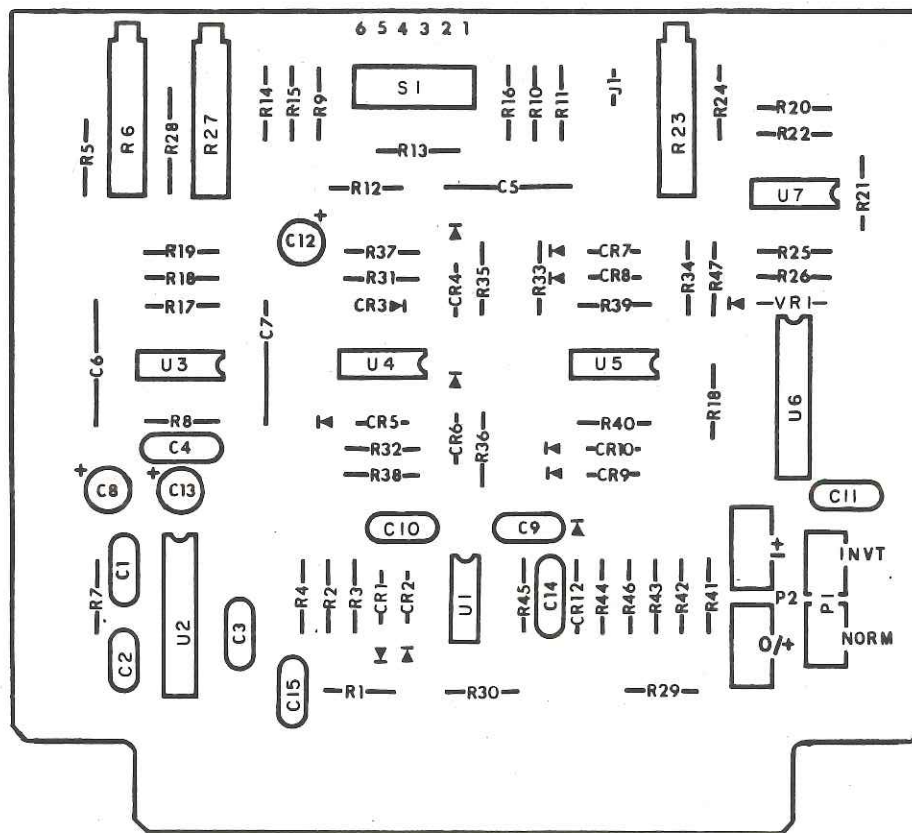 6 5 4 3 2 1
R5
R6
R28
R27
R14
R15
R9
S1
R16
R10
R11
J1
R23
R24
R20
R22
R13
R12
C5
U7
R21
C12
+
R19
R18
R17
R37
R31
CR3
CR4
R35
R33
CR7
CR8
R39
R34
R47
R25
R26
VR1
C6
C7
U3
U4
U5
U6
R8
C4
CR5
R32
R38
CR6
R36
R40
CR10
CR9
R18
+
C8
+
C13
C11
C10
C9
R7
C1
C2
U2
C3
C15
R4
R2
R3
CR1
CR2
U1
R45
C14
CR12
R44
R46
R43
R42
R41
I+
P2
O/+
P1
INVT
NORM
R1
R30
R29